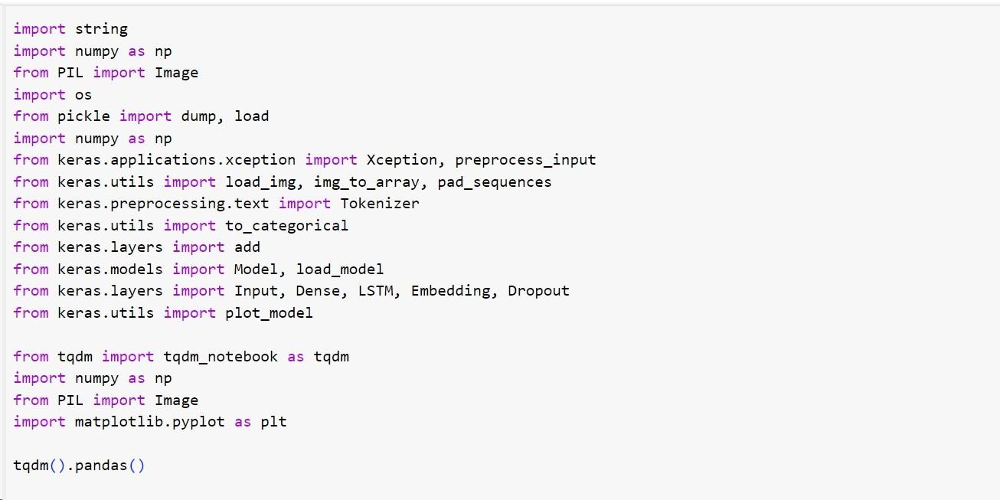 import string
import numpy as np
from PIL import Image
import os
from pickle import dump, load
import numpy as np
from keras.applications.xception import Xception, preprocess_input
from keras.utils import load_img, img_to_array, pad_sequences
from keras.preprocessing.text import Tokenizer
from keras.utils import to_categorical
from keras.layers import add
from keras.models import Model, load_model
from keras.layers import Input, Dense, LSTM, Embedding, Dropout
from keras.utils import plot_model
from tqdm import tqdm_notebook as tqdm
import numpy as np
from PIL import Image
import matplotlib.pyplot as plt
tqdm().pandas()